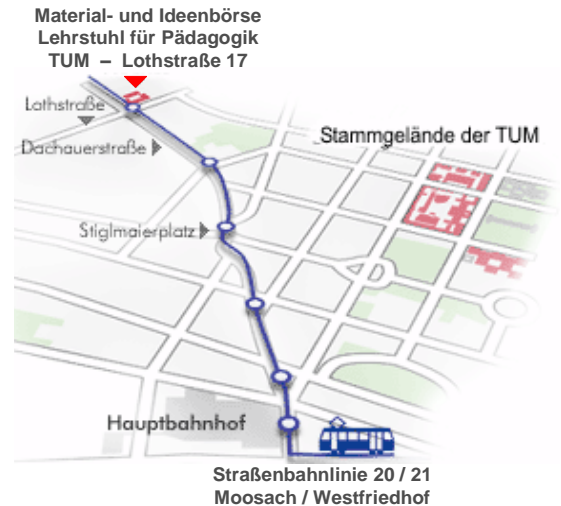 Material- und Ideenbörse
Lehrstuhl für Pädagogik
TUM – Lothstraße 17
Lothstraße
Stammgelände der TUM
Dachauerstraße
Stiglmaierplatz
Hauptbahnhof
Straßenbahnlinie 20 / 21
Moosach / Westfriedhof